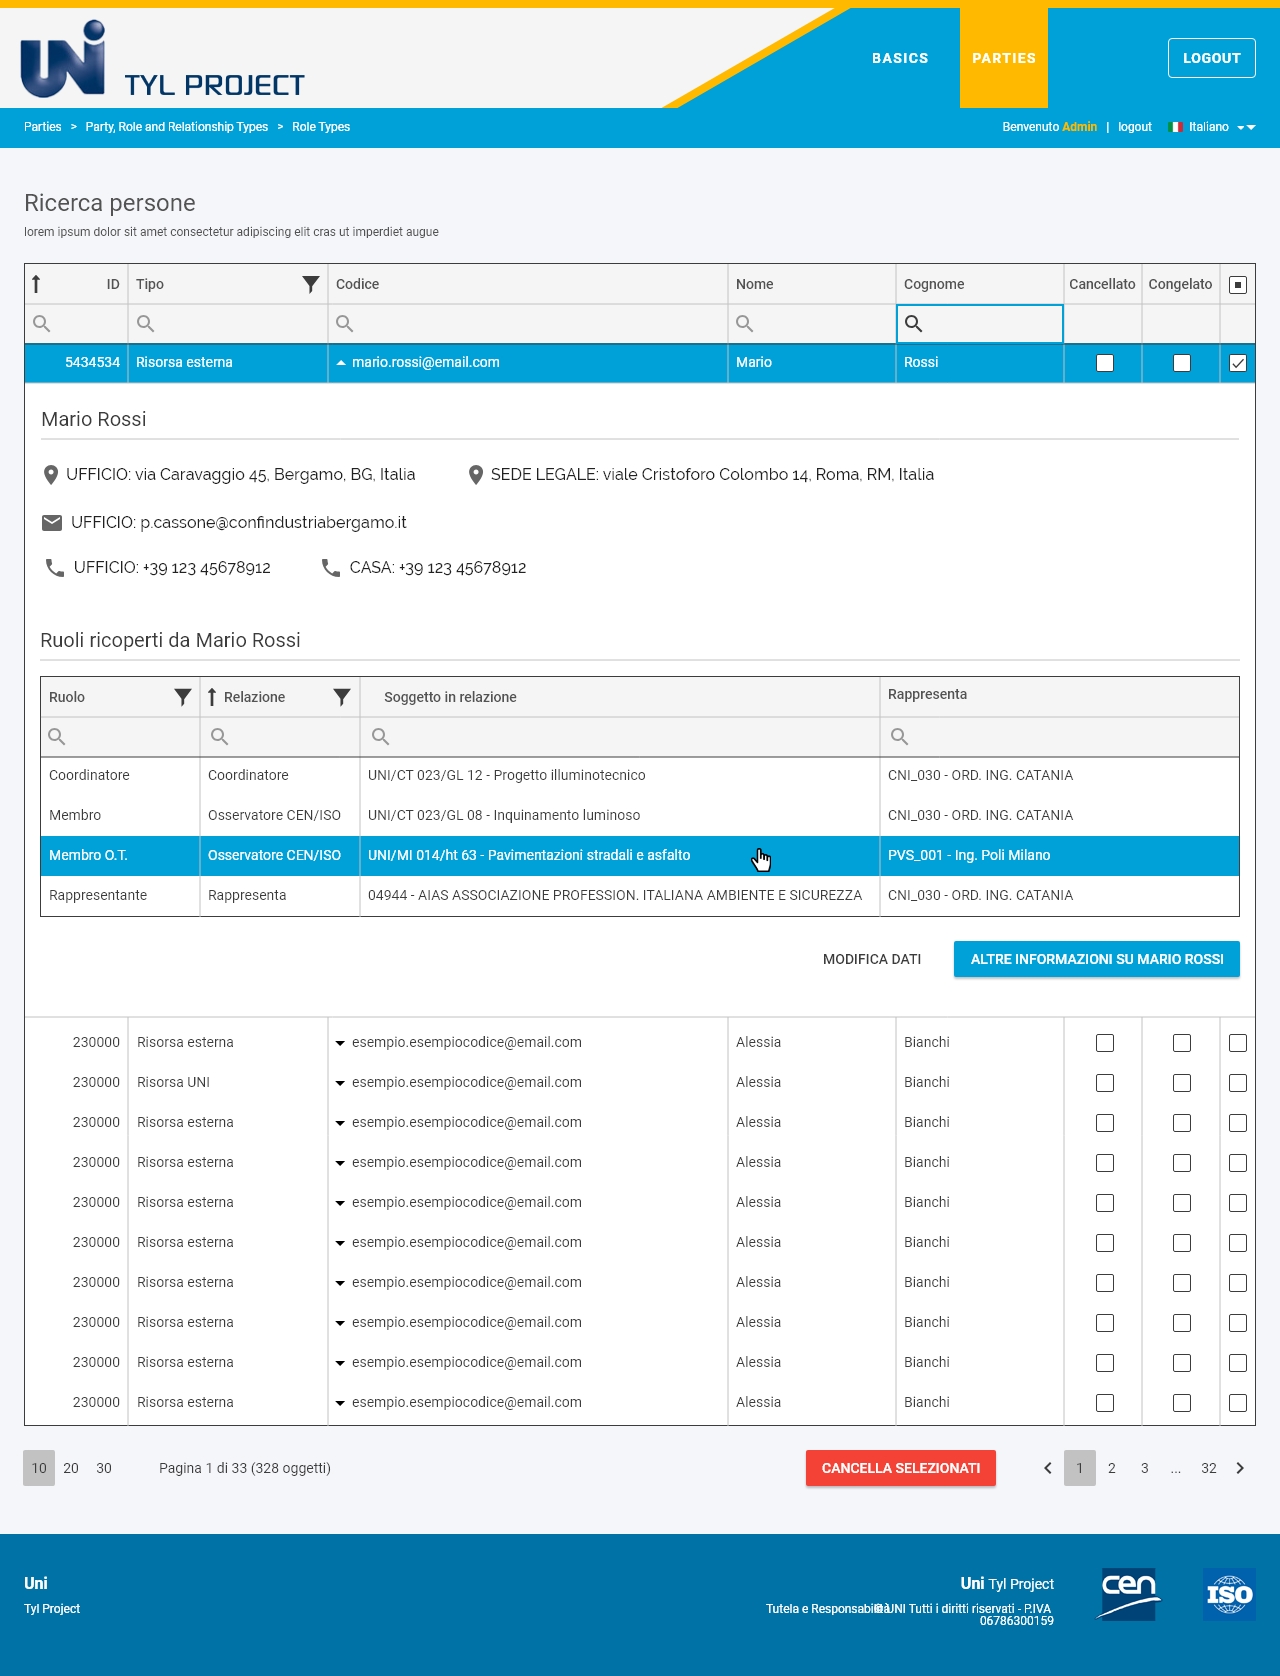 UNI TYL PROJECT
BASICS PARTIES LOGOUT
Parties > Party, Role and Relationship Types > Role Types
Benvenuto Admin | logout Italiano
Ricerca persone
lorem ipsum dolor sit amet consectetur adipiscing elit cras ut imperdiet augue
ID Tipo Codice Nome Cognome Cancellato Congelato
5434534 Risorsa esterna mario.rossi@email.com Mario Rossi
Mario Rossi
UFFICIO: via Caravaggio 45, Bergamo, BG, Italia SEDE LEGALE: viale Cristoforo Colombo 14, Roma, RM, Italia
UFFICIO: p.cassone@confindustriabergamo.it
UFFICIO: +39 123 45678912 CASA: +39 123 45678912
Ruoli ricoperti da Mario Rossi
Ruolo Relazione Soggetto in relazione Rappresenta
Coordinatore Coordinatore UNI/CT 023/GL 12 - Progetto illuminotecnico CNI_030 - ORD. ING. CATANIA
Membro Osservatore CEN/ISO UNI/CT 023/GL 08 - Inquinamento luminoso CNI_030 - ORD. ING. CATANIA
Membro O.T. Osservatore CEN/ISO UNI/MI 014/ht 63 - Pavimentazioni stradali e asfalto PVS_001 - Ing. Poli Milano
Rappresentante Rappresenta 04944 - AIAS ASSOCIAZIONE PROFESSION. ITALIANA AMBIENTE E SICUREZZA CNI_030 - ORD. ING. CATANIA
MODIFICA DATI ALTRE INFORMAZIONI SU MARIO ROSSI
230000 Risorsa esterna esempio.esempiocodice@email.com Alessia Bianchi
230000 Risorsa UNI esempio.esempiocodice@email.com Alessia Bianchi
230000 Risorsa esterna esempio.esempiocodice@email.com Alessia Bianchi
230000 Risorsa esterna esempio.esempiocodice@email.com Alessia Bianchi
230000 Risorsa esterna esempio.esempiocodice@email.com Alessia Bianchi
230000 Risorsa esterna esempio.esempiocodice@email.com Alessia Bianchi
230000 Risorsa esterna esempio.esempiocodice@email.com Alessia Bianchi
230000 Risorsa esterna esempio.esempiocodice@email.com Alessia Bianchi
230000 Risorsa esterna esempio.esempiocodice@email.com Alessia Bianchi
230000 Risorsa esterna esempio.esempiocodice@email.com Alessia Bianchi
10 20 30 Pagina 1 di 33 (328 oggetti) CANCELLA SELEZIONATI 1 2 3 ... 32
Uni
Tyl Project
Uni Tyl Project
Tutela e Responsabilità © UNI Tutti i diritti riservati - P.IVA
06786300159
cen
ISO